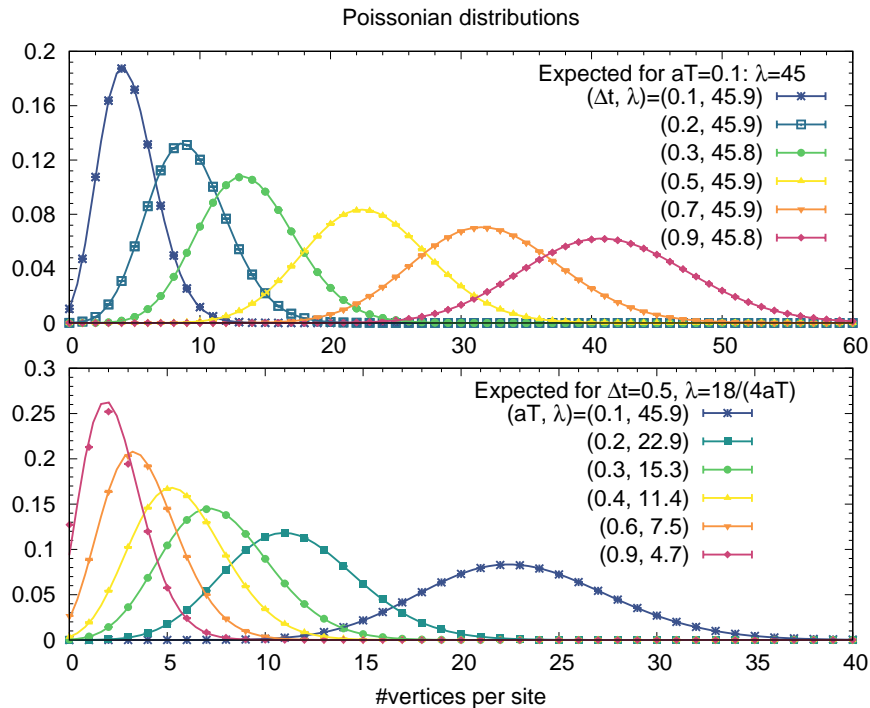 Poissonian distributions
0.2
0.16
0.12
0.08
0.04
0
Expected for aT=0.1: λ=45
(Δt, λ)=(0.1, 45.9)
(0.2, 45.9)
(0.3, 45.8)
(0.5, 45.9)
(0.7, 45.9)
(0.9, 45.8)
0 10 20 30 40 50 60
0.3
0.25
0.2
0.15
0.1
0.05
0
Expected for Δt=0.5, λ=18/(4aT)
(aT, λ)=(0.1, 45.9)
(0.2, 22.9)
(0.3, 15.3)
(0.4, 11.4)
(0.6, 7.5)
(0.9, 4.7)
0 5 10 15 20 25 30 35 40
#vertices per site